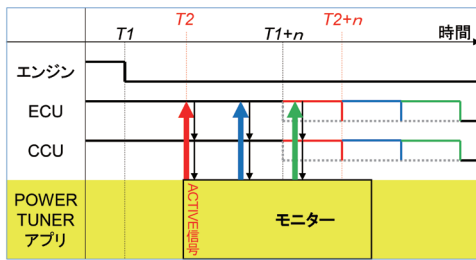 T1 T2 T1+n T2+n 時間
エンジン
ECU
CCU
POWER
TUNER
アプリ
ACTIVE信号
モニター